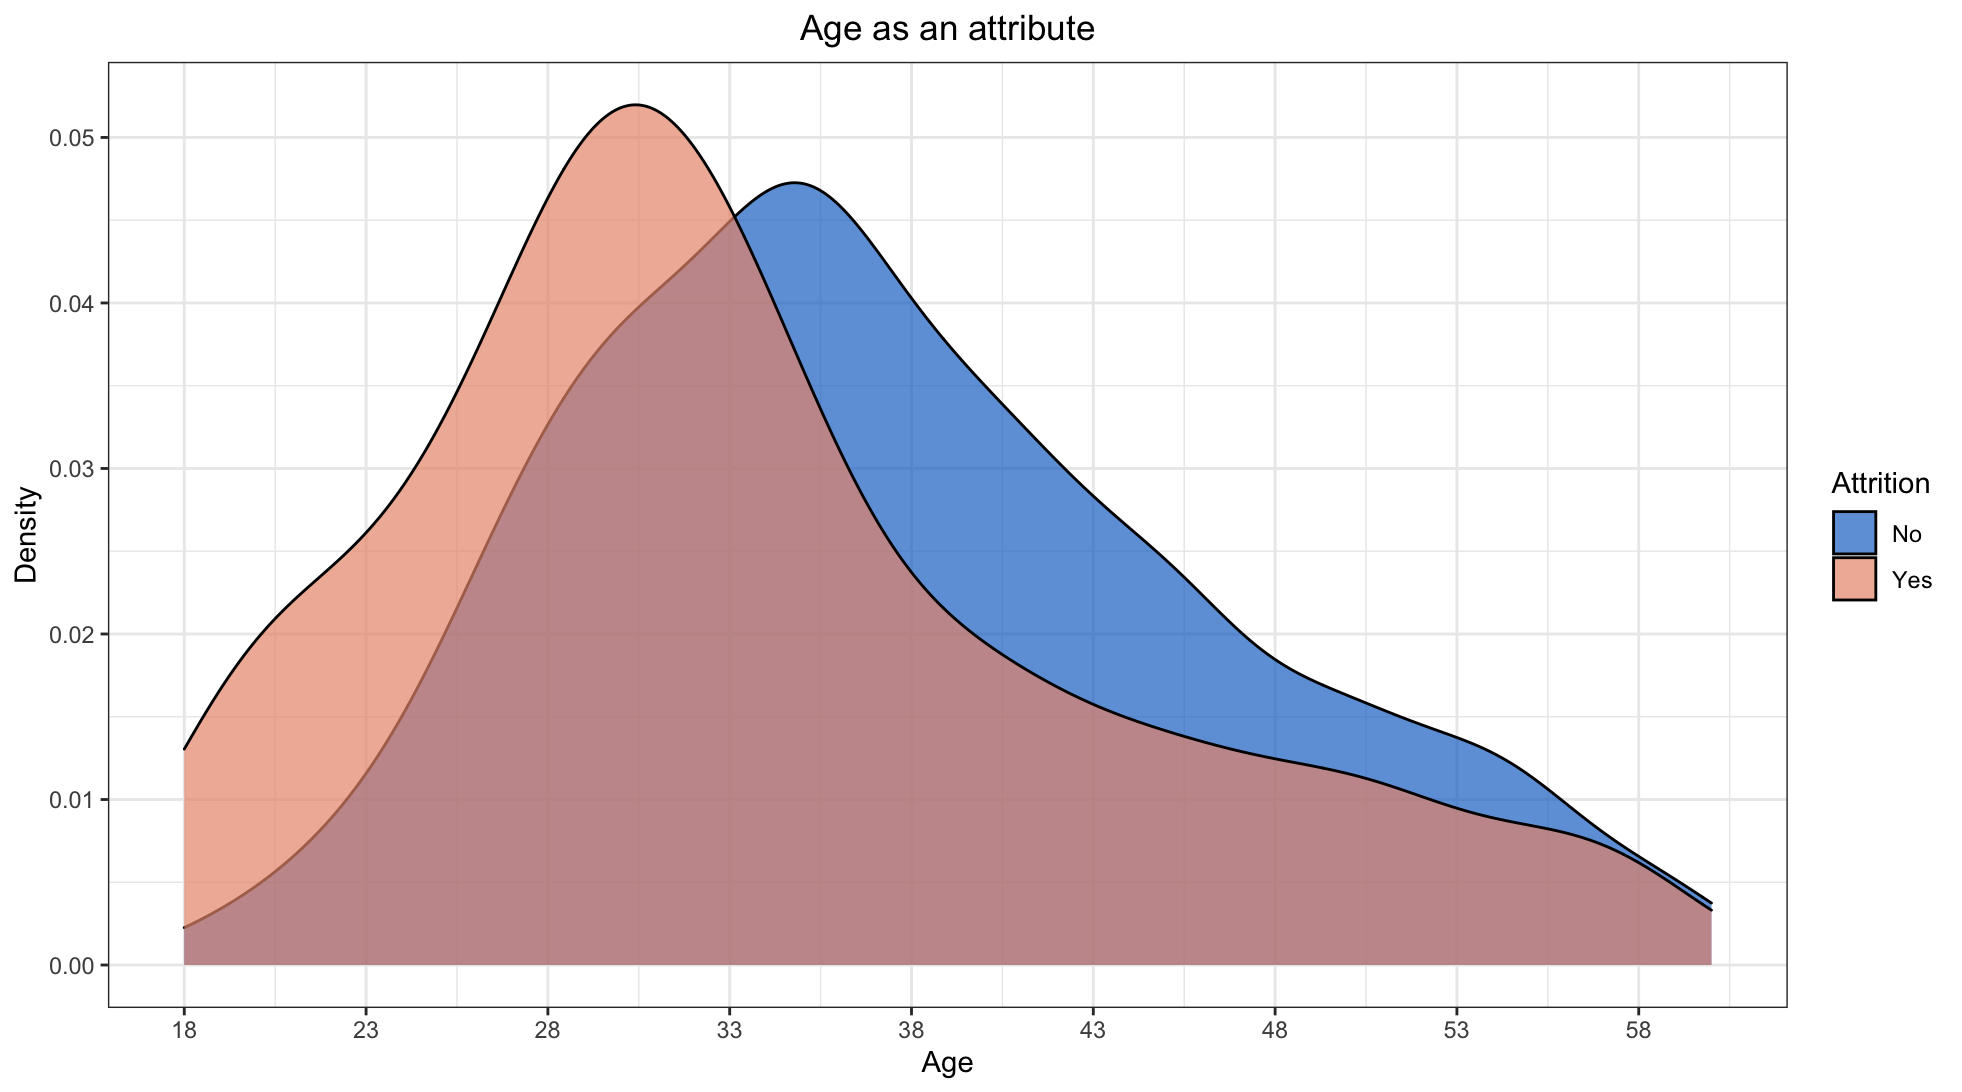 Age as an attribute
Density
0.05
0.04
0.03
0.02
0.01
0.00
18 23 28 33 38 43 48 53 58
Age
Attrition
No
Yes